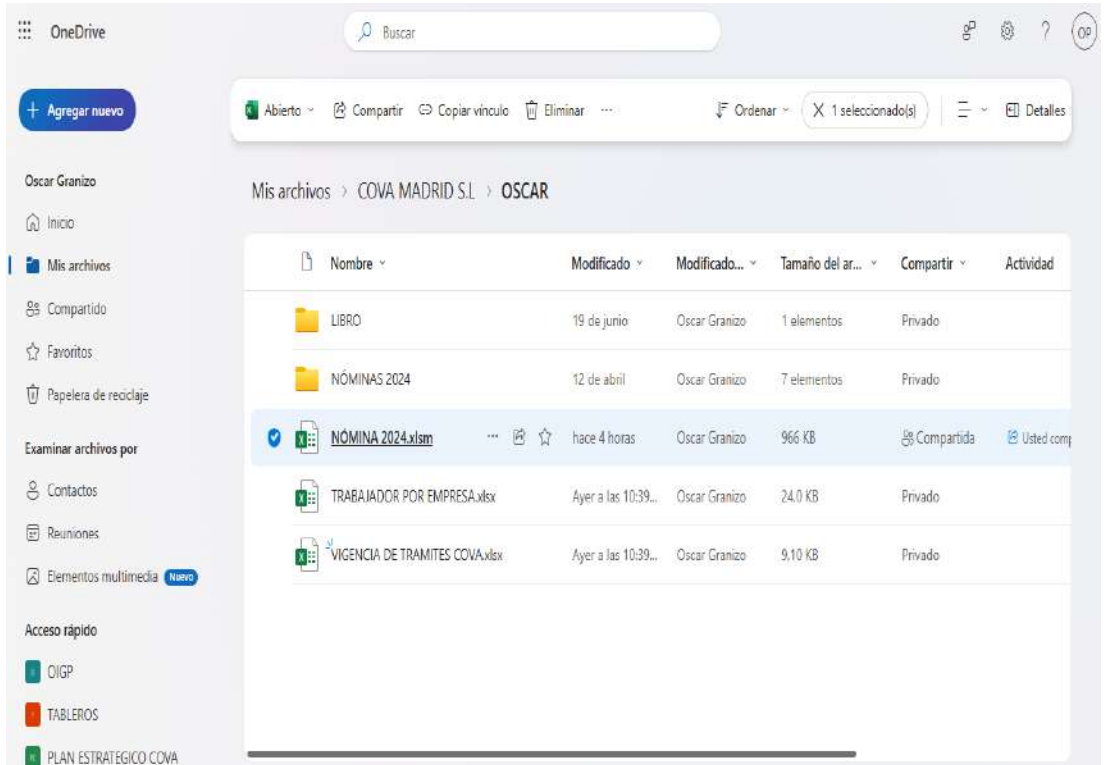 OneDrive
Buscar
OP
+ Agregar nuevo
Abierto
Compartir
Copiar vínculo
Eliminar
...
Ordenar
X 1 seleccionado(s)
Detalles
Oscar Granizo
Inicio
Mis archivos
Compartido
Favoritos
Papelera de reciclaje
Examinar archivos por
Contactos
Reuniones
Elementos multimedia Nuevo
Acceso rápido
OIGP
TABLEROS
PLAN ESTRATEGICO COVA
Mis archivos > COVA MADRID S.L > OSCAR
Nombre Modificado Modificado... Tamaño del ar... Compartir Actividad
LIBRO 19 de junio Oscar Granizo 1 elementos Privado
NÓMINAS 2024 12 de abril Oscar Granizo 7 elementos Privado
NÓMINA 2024.xlsm ... hace 4 horas Oscar Granizo 966 KB Compartida Usted comp
TRABAJADOR POR EMPRESA.xlsx Ayer a las 10:39... Oscar Granizo 24.0 KB Privado
VIGENCIA DE TRAMITES COVA.xlsx Ayer a las 10:39... Oscar Granizo 9.10 KB Privado